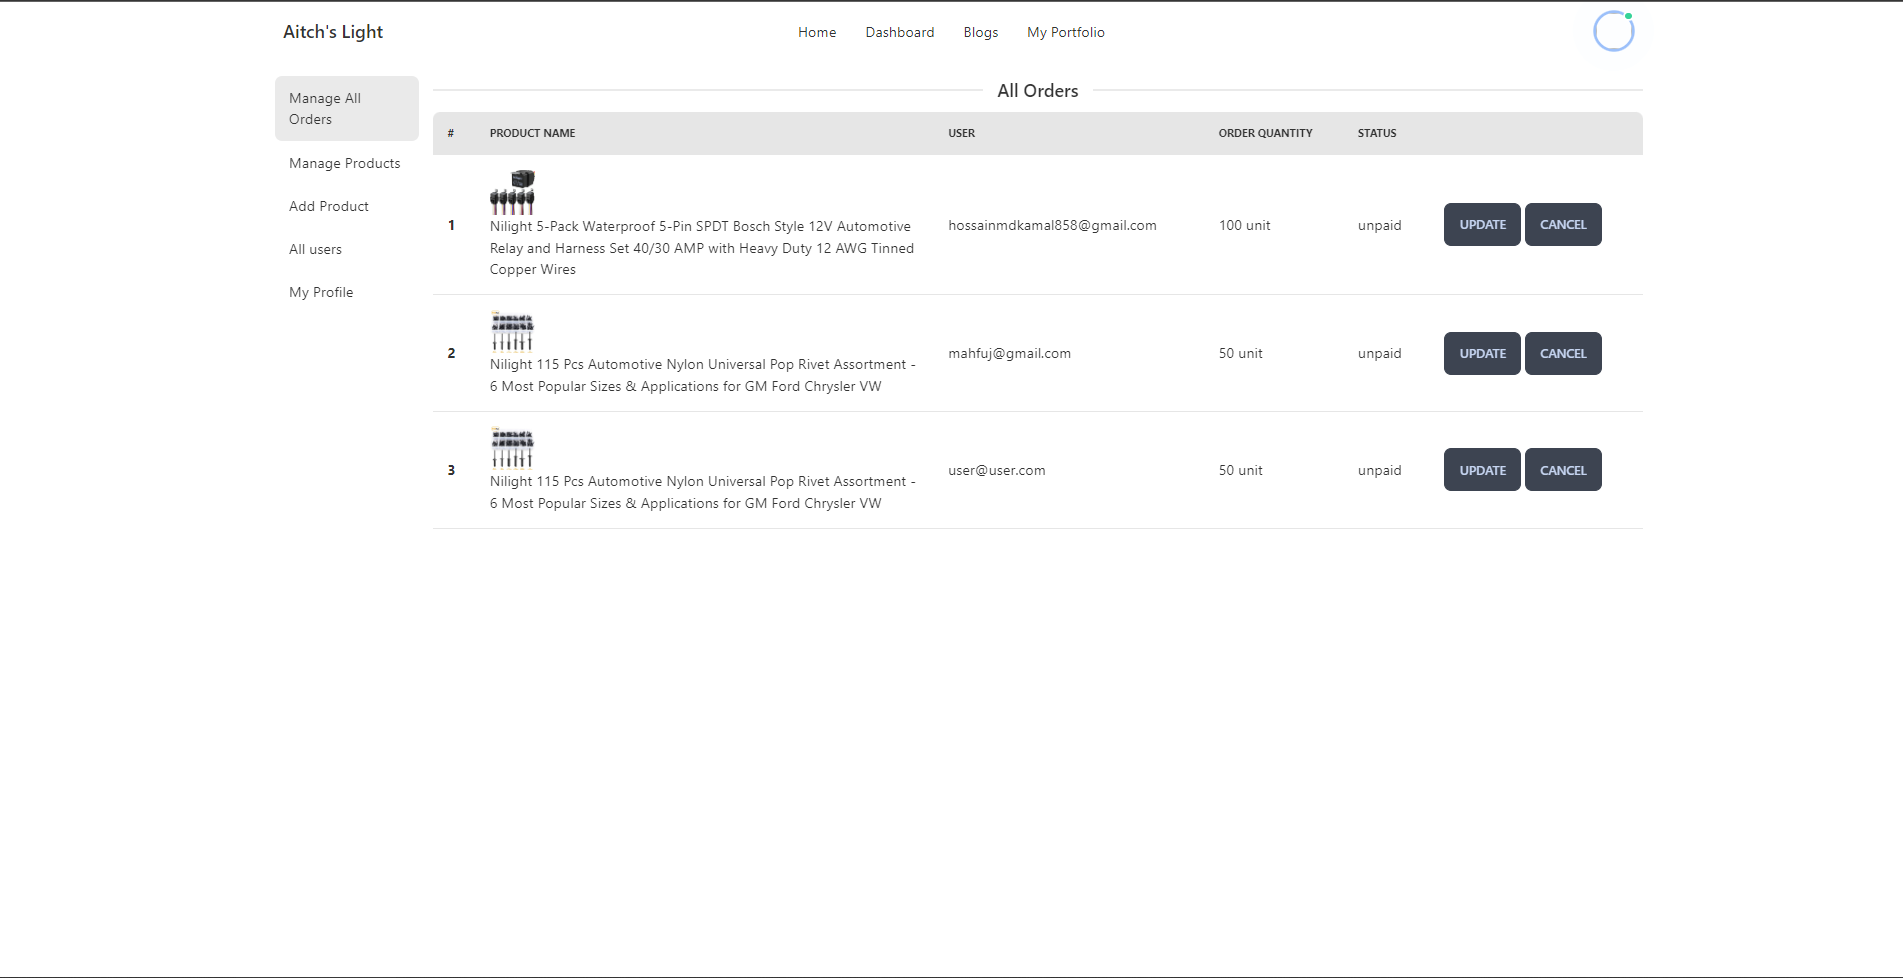 Aitch's Light
Home
Dashboard
Blogs
My Portfolio
Manage All
Orders
Manage Products
Add Product
All users
My Profile
All Orders
# PRODUCT NAME USER ORDER QUANTITY STATUS
1
Nilight 5-Pack Waterproof 5-Pin SPDT Bosch Style 12V Automotive
Relay and Harness Set 40/30 AMP with Heavy Duty 12 AWG Tinned
Copper Wires
hossainmdkamal858@gmail.com
100 unit
unpaid
UPDATE
CANCEL
2
Nilight 115 Pcs Automotive Nylon Universal Pop Rivet Assortment -
6 Most Popular Sizes & Applications for GM Ford Chrysler VW
mahfuj@gmail.com
50 unit
unpaid
UPDATE
CANCEL
3
Nilight 115 Pcs Automotive Nylon Universal Pop Rivet Assortment -
6 Most Popular Sizes & Applications for GM Ford Chrysler VW
user@user.com
50 unit
unpaid
UPDATE
CANCEL